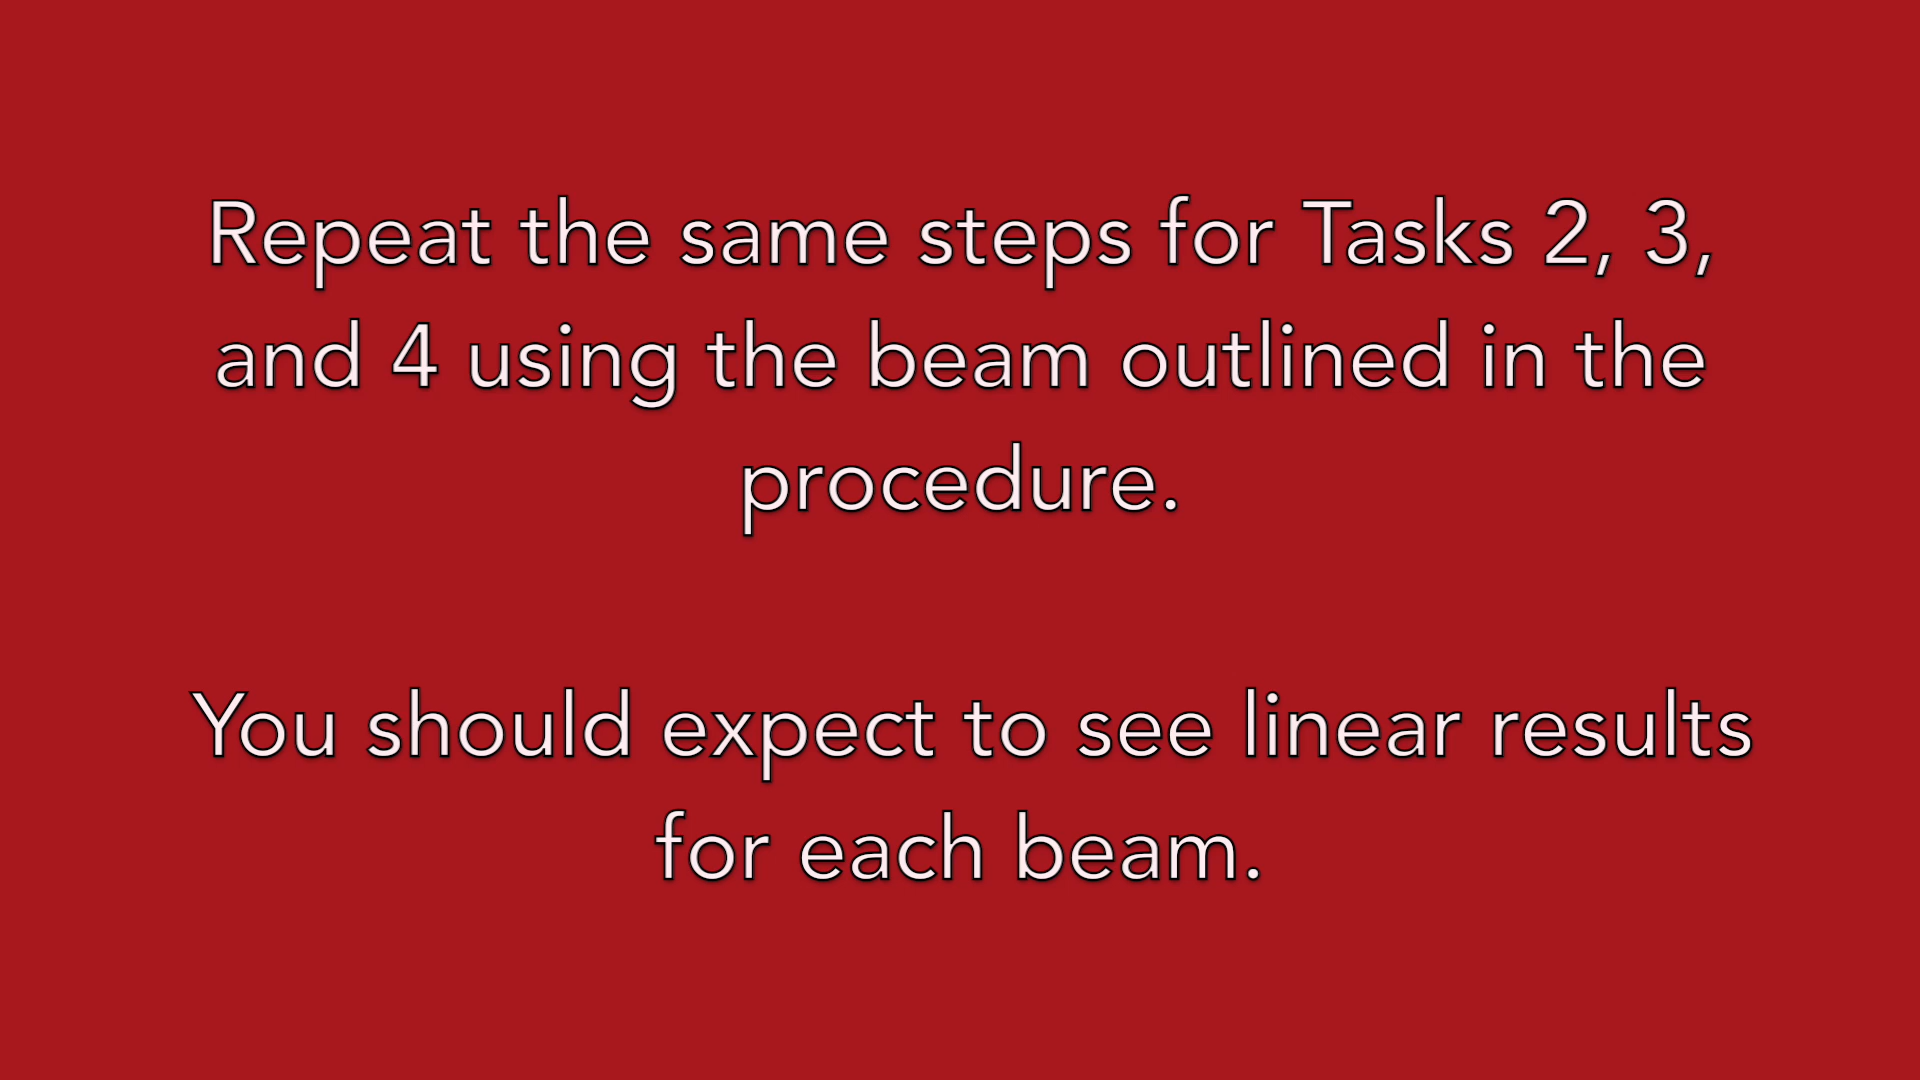 Repeat the same steps for Tasks 2, 3,
and 4 using the beam outlined in the
procedure.
You should expect to see linear results
for each beam.